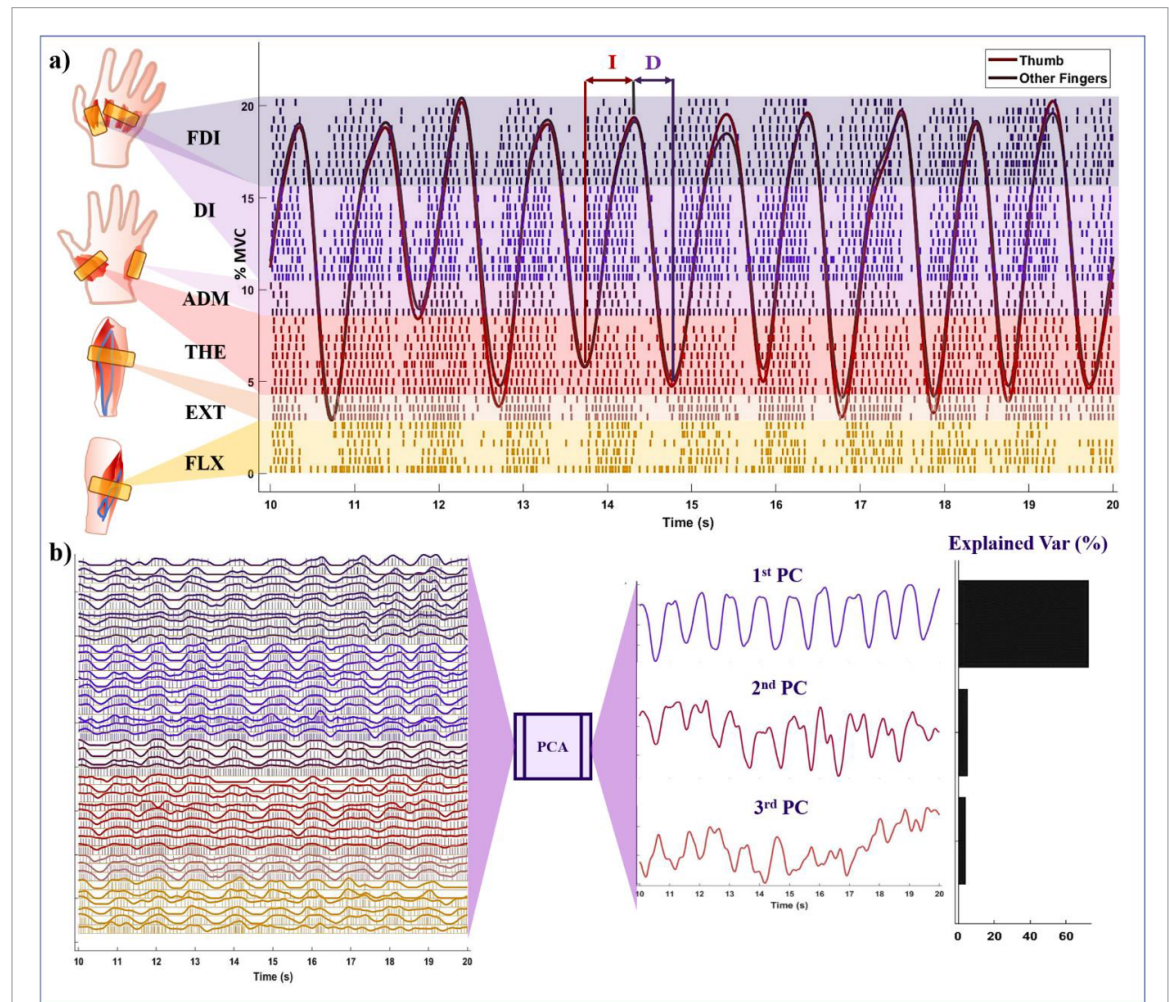 a)
I D
Thumb
Other Fingers
FDI
DI
ADM
THE
EXT
FLX
% MVC
20
15
10
5
0
10 11 12 13 14 15 16 17 18 19 20
Time (s)
b)
10 11 12 13 14 15 16 17 18 19 20
Time (s)
PCA
1st PC
2nd PC
3rd PC
10 11 12 13 14 15 16 17 18 19 20
Time (s)
Explained Var (%)
0 20 40 60